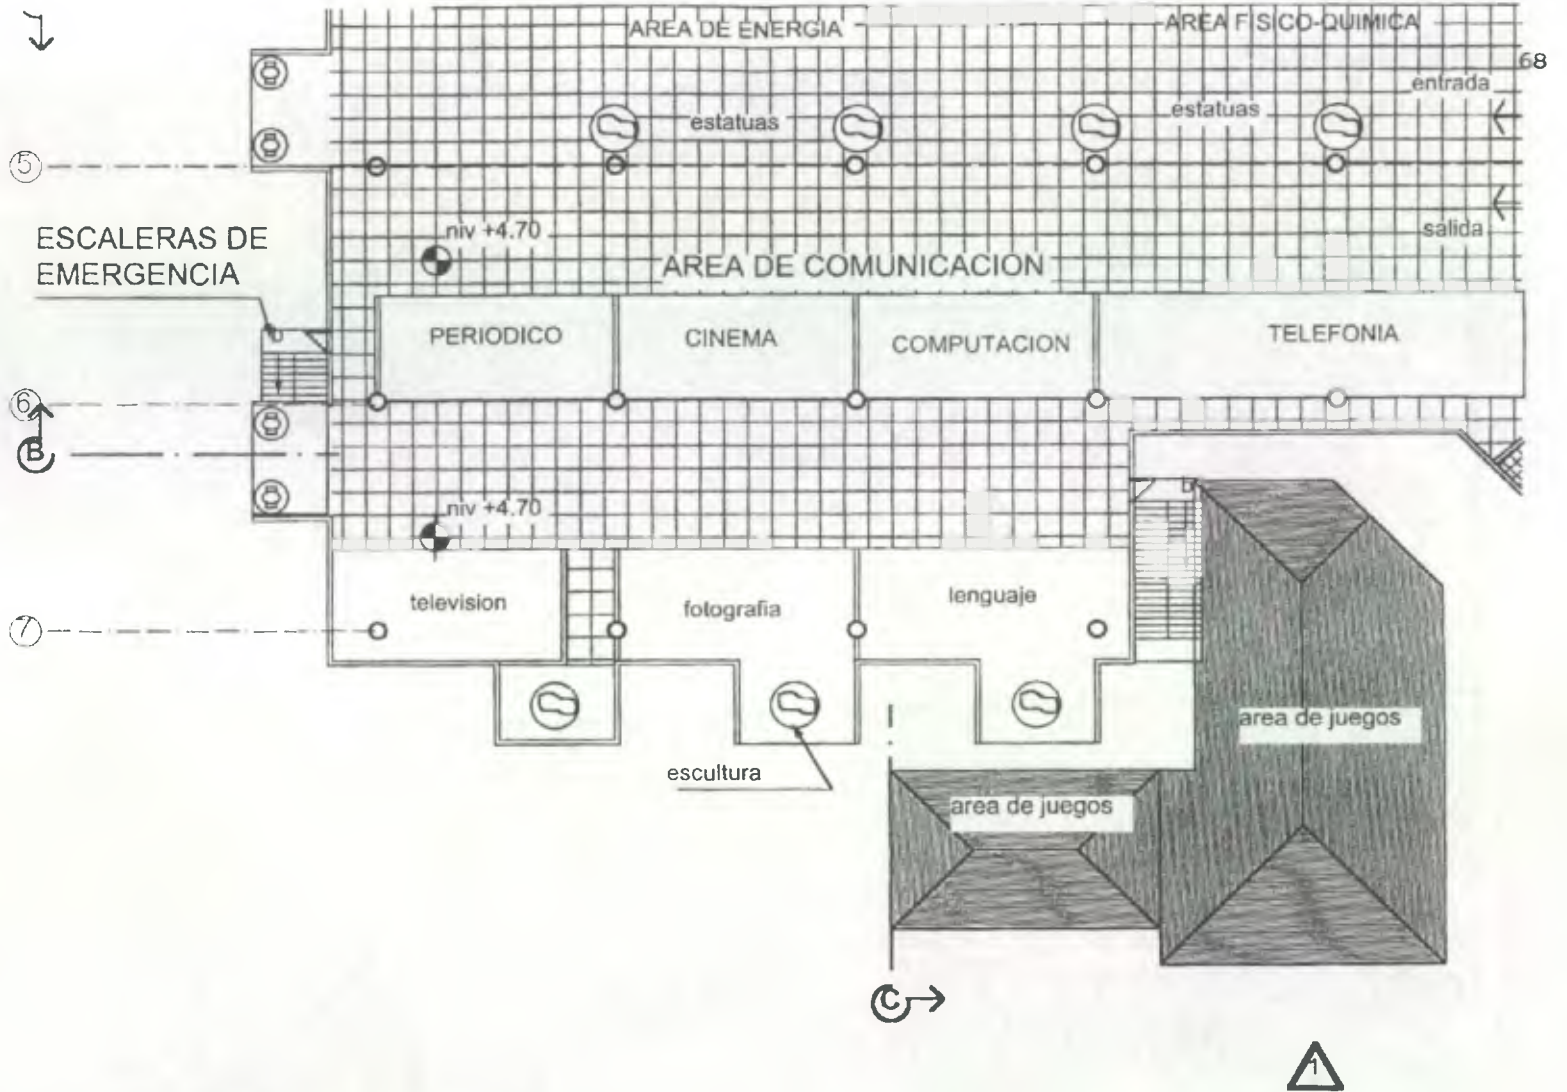 AREA DE ENERGIA
AREA FISICO-QUIMICA
68
entrada
estatuas
estatuas
5
salida
niv +4.70
ESCALERAS DE
EMERGENCIA
AREA DE COMUNICACION
PERIODICO
CINEMA
COMPUTACION
TELEFONIA
6
B
niv +4.70
television
fotografia
lenguaje
7
area de juegos
escultura
area de juegos
C
1